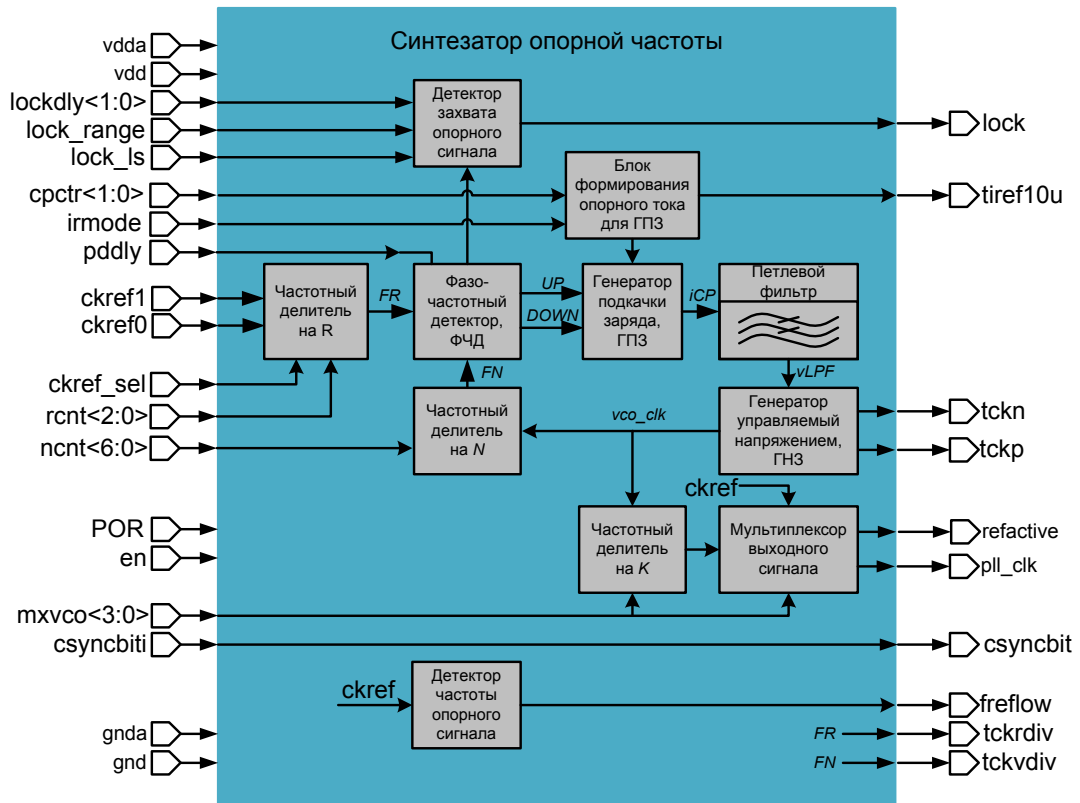 Синтезатор опорной частоты
vdda
vdd
lockdly<1:0>
lock_range
lock_ls
cpctr<1:0>
irmode
pddly
ckref1
ckref0
ckref_sel
rcnt<2:0>
ncnt<6:0>
POR
en
mxvco<3:0>
csyncbiti
gnda
gnd
Детектор
захвата
опорного
сигнала
Блок
формирования
опорного тока
для ГПЗ
Частотный
делитель
на R
FR
Фазо-
частотный
детектор,
ФЧД
UP
DOWN
Генератор
подкачки
заряда,
ГПЗ
iCP
Петлевой
фильтр
vLPF
FN
Частотный
делитель
на N
vco_clk
Генератор
управляемый
напряжением,
ГНЗ
ckref
Частотный
делитель
на K
Мультиплексор
выходного
сигнала
ckref
Детектор
частоты
опорного
сигнала
FR
FN
lock
tiref10u
tckn
tckp
refactive
pll_clk
csyncbit
freflow
tckrdiv
tckvdiv